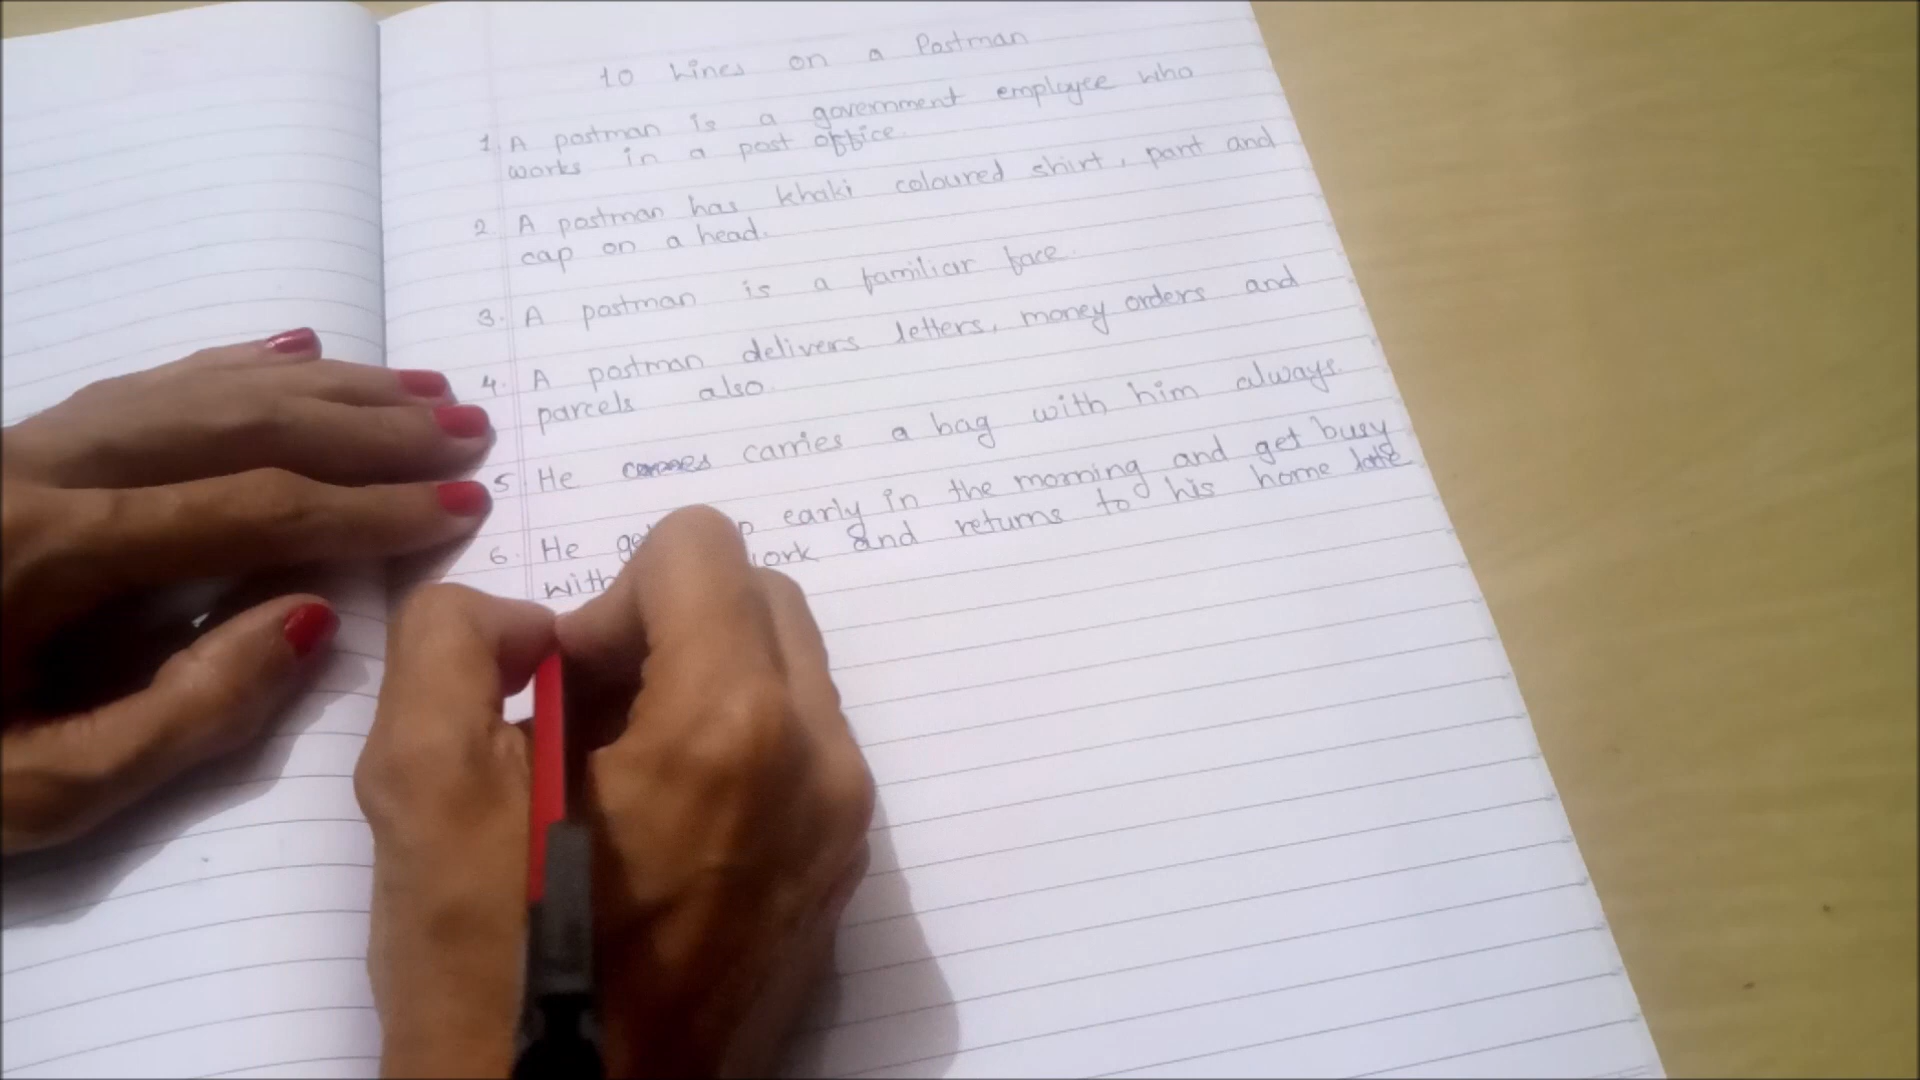 10 Lines on a Postman
1. A postman is a government employee who
works in a post office.
2. A postman has khaki coloured shirt, pant and
cap on a head.
3. A postman is a familiar face.
4. A postman delivers letters, money orders and
parcels also.
5 He carries a bag with him always.
6. He early in the morning and get busy
with and returns to his home late